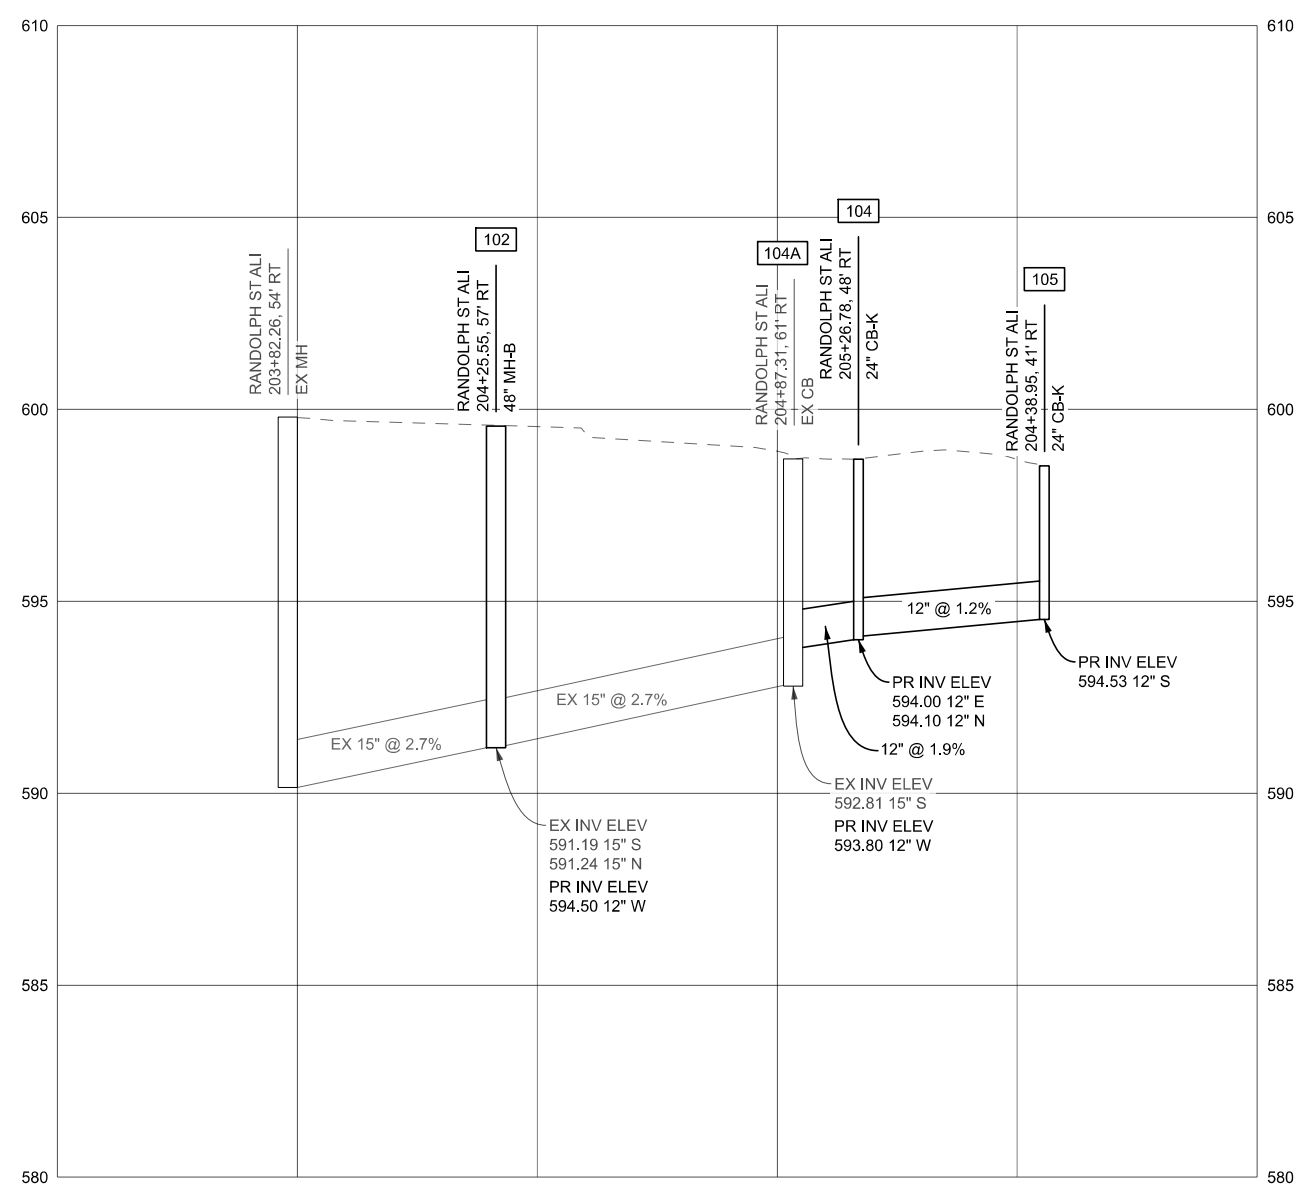 610
610
605
605
600
600
595
595
590
590
585
585
580
580
RANDOLPH ST ALI
203+82.26, 54' RT
EX MH
102
RANDOLPH ST ALI
204+25.55, 57' RT
48" MH-B
104A
RANDOLPH ST ALI
204+87.31, 61' RT
EX CB
104
RANDOLPH ST ALI
205+26.78, 48' RT
24" CB-K
105
RANDOLPH ST ALI
204+38.95, 41' RT
24" CB-K
EX 15" @ 2.7%
EX 15" @ 2.7%
12" @ 1.2%
12" @ 1.9%
EX INV ELEV
591.19 15" S
591.24 15" N
PR INV ELEV
594.50 12" W
EX INV ELEV
592.81 15" S
PR INV ELEV
593.80 12" W
PR INV ELEV
594.00 12" E
594.10 12" N
PR INV ELEV
594.53 12" S